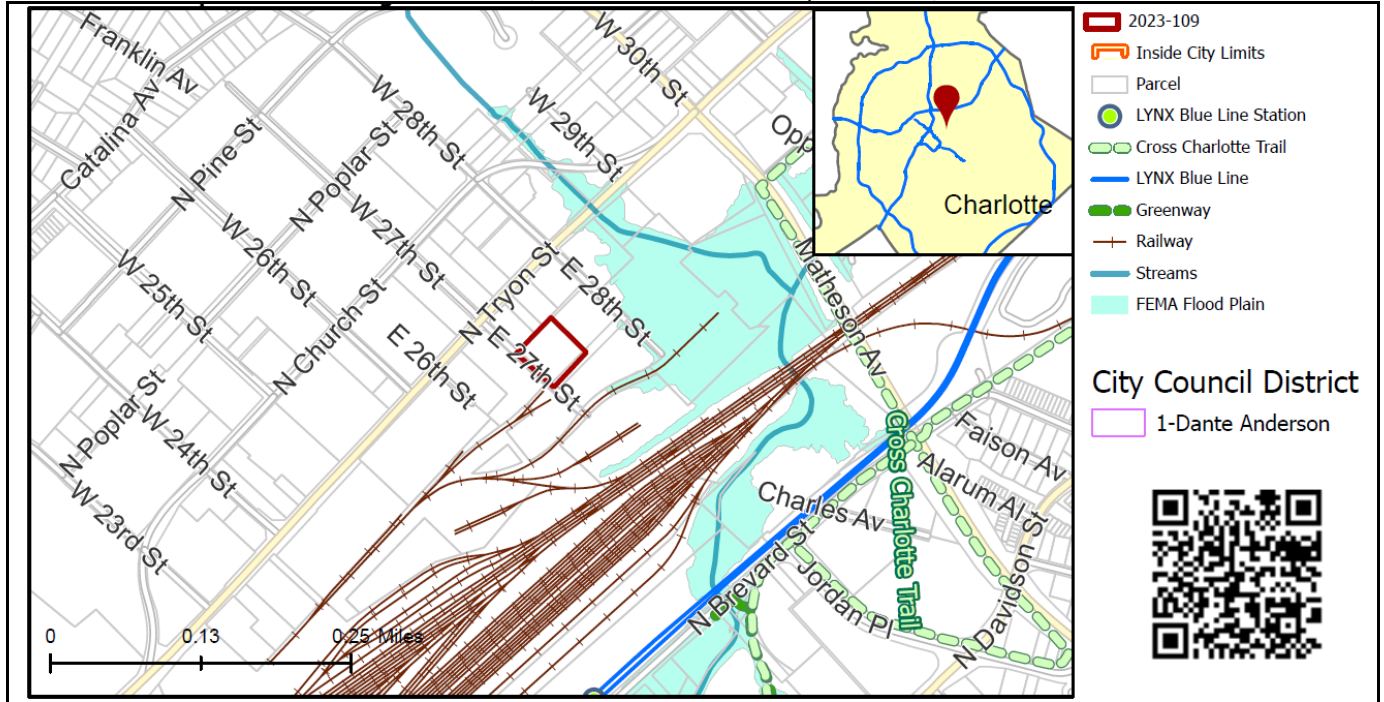 Franklin Av
Catalina Av
N Pine St
W 28th St
N Poplar St
W 30th St
W 29th St
Opp
W 27th St
W 26th St
W 25th St
N Church St
N Tryon St
E 28th St
E 27th St
E 26th St
Matheson Av
N Poplar St
W 24th St
W 23rd St
Cross Charlotte Trail
Faison Av
Alarum Al
Charles Av
N Brevard St
Jordan Pl
N Davidson St
0 0.13 0.25 Miles
Charlotte
2023-109
Inside City Limits
Parcel
LYNX Blue Line Station
Cross Charlotte Trail
LYNX Blue Line
Greenway
Railway
Streams
FEMA Flood Plain
City Council District
1-Dante Anderson